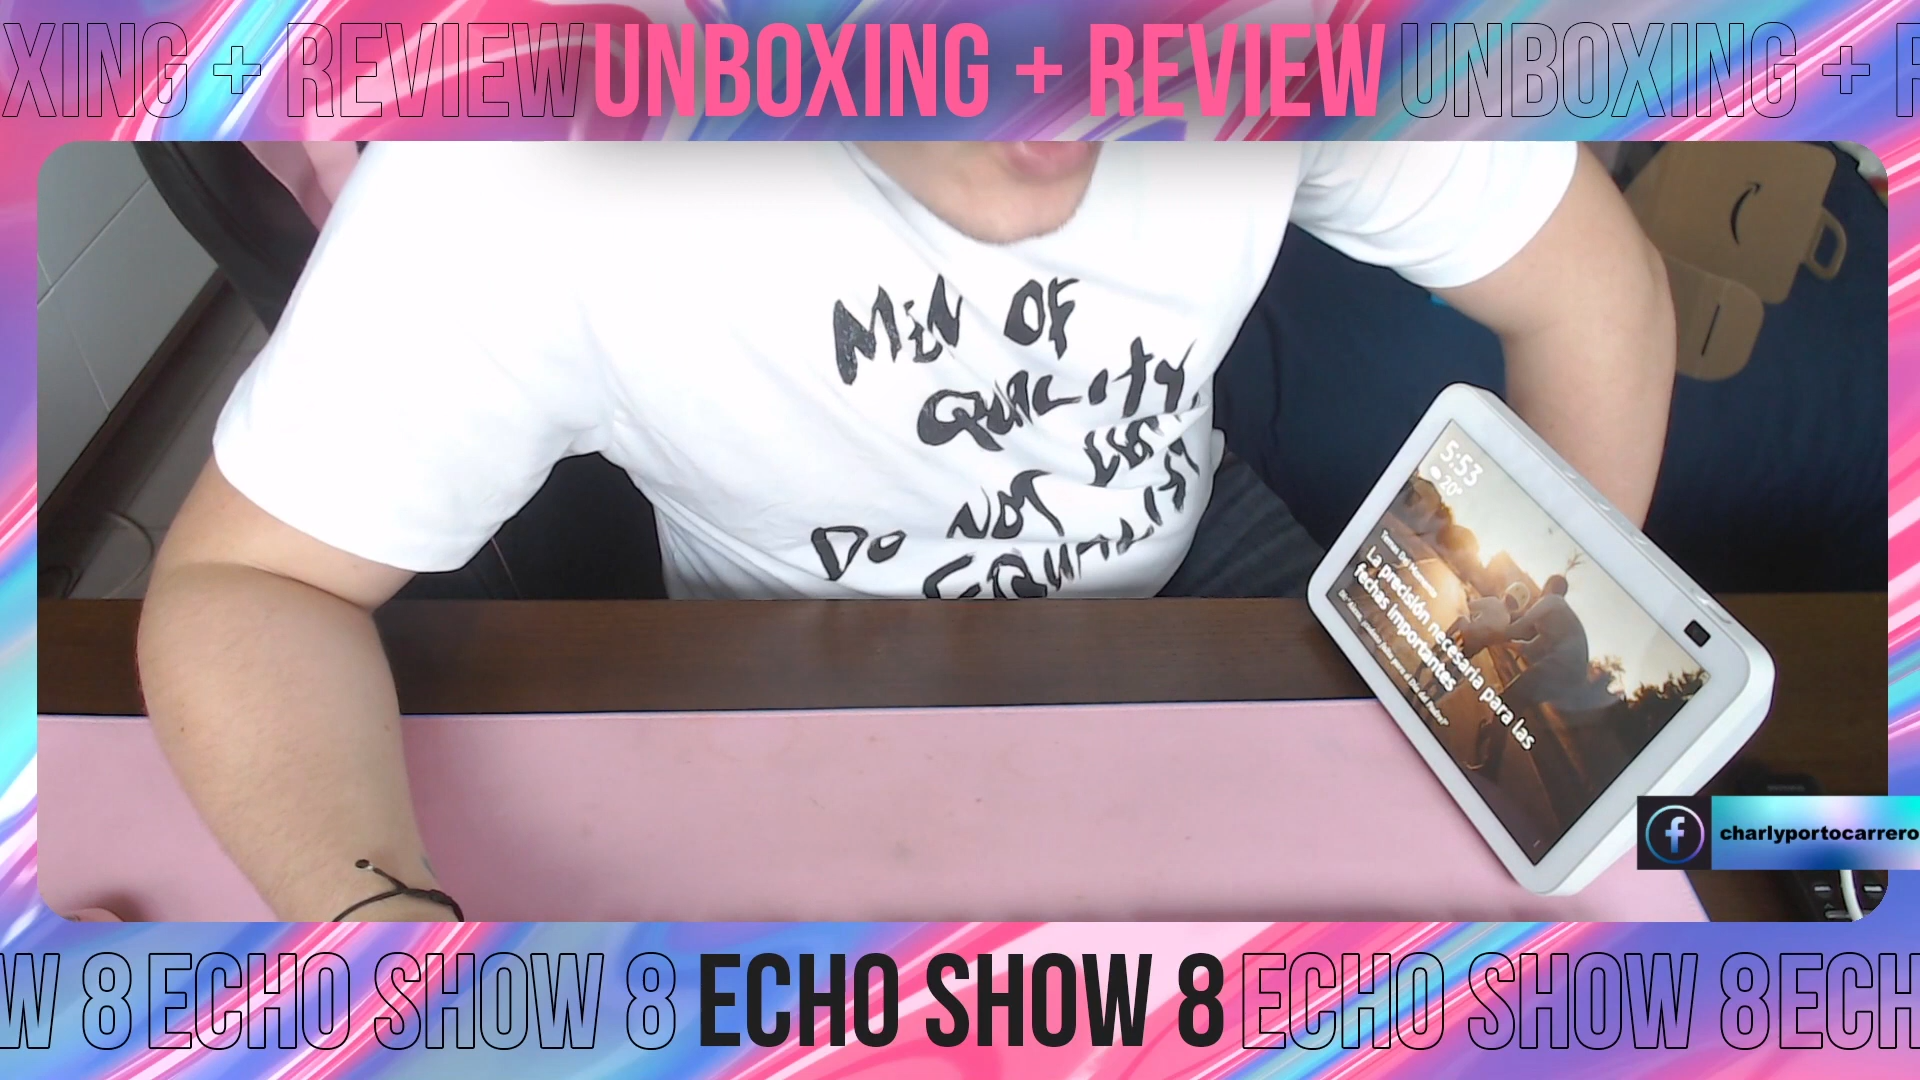 XING + REVIEW UNBOXING + REVIEW UNBOXING + R
MEN OF
QUALITY
DO NOT FEAR
EQUALITY
5:53
20°
La precisión necesaria para las
fechas importantes
charlyportocarrero
W 8 ECHO SHOW 8 ECHO SHOW 8 ECHO SHOW 8 ECH